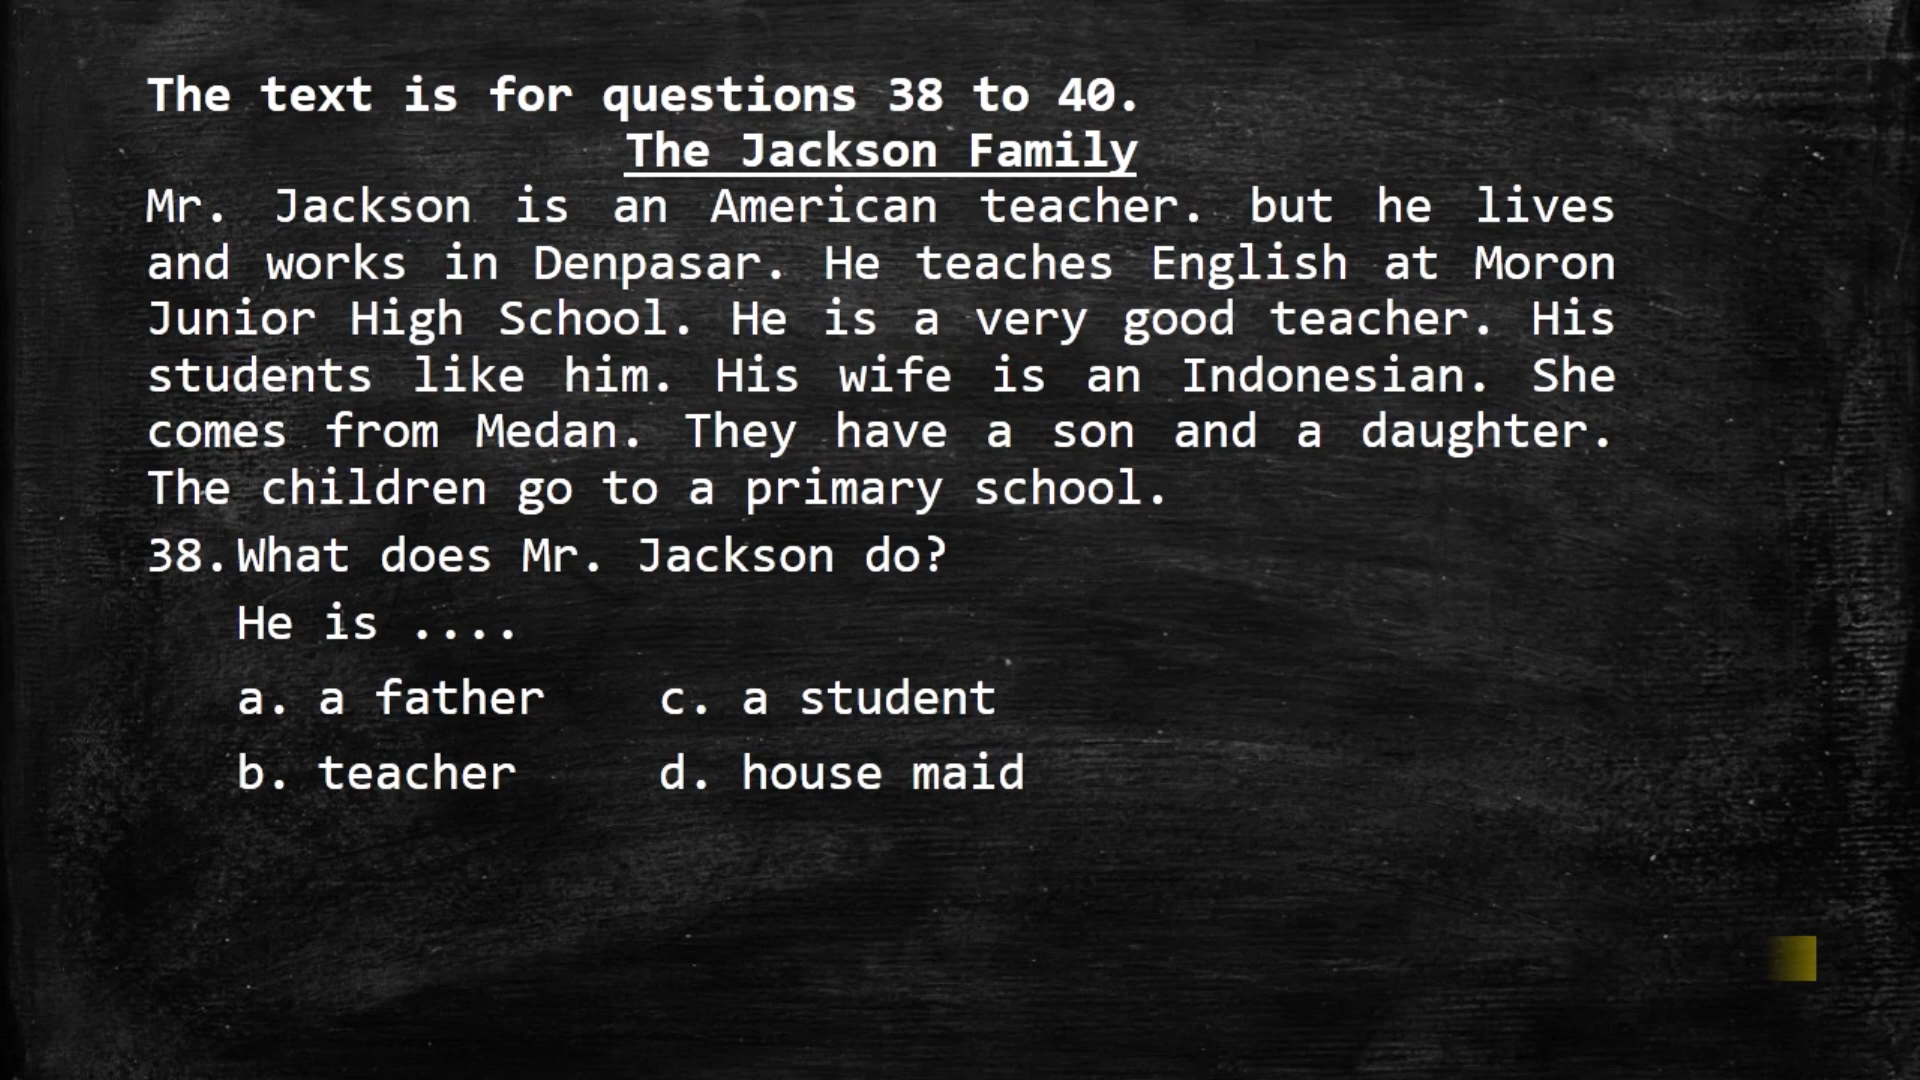 The text is for questions 38 to 40.
The Jackson Family
Mr. Jackson is an American teacher. but he lives
and works in Denpasar. He teaches English at Moron
Junior High School. He is a very good teacher. His
students like him. His wife is an Indonesian. She
comes from Medan. They have a son and a daughter.
The children go to a primary school.
38. What does Mr. Jackson do?
He is ....
a. a father c. a student
b. teacher d. house maid